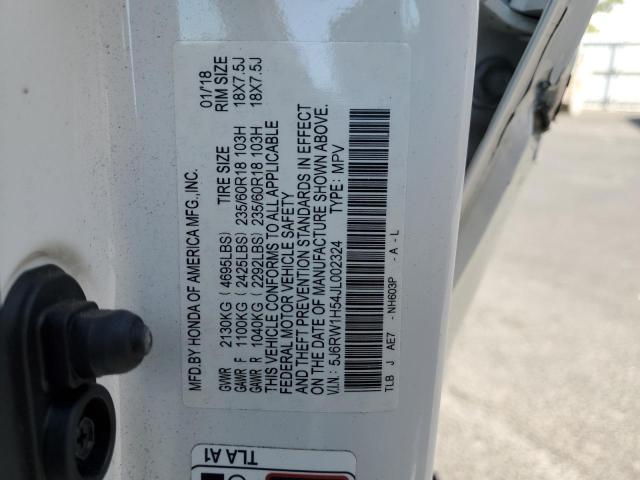 MFD.BY HONDA OF AMERICA MFG.,INC. 01/18
GVWR 2130KG (4695LBS) TIRE SIZE RIM SIZE
GAWR F 1100KG (2425LBS) 235/60R18 103H 18X7.5J
GAWR R 1040KG (2292LBS) 235/60R18 103H 18X7.5J
THIS VEHICLE CONFORMS TO ALL APPLICABLE
FEDERAL MOTOR VEHICLE SAFETY
AND THEFT PREVENTION STANDARDS IN EFFECT
ON THE DATE OF MANUFACTURE SHOWN ABOVE.
V.I.N.: 5J6RW1H54JL002324 TYPE: MPV
TLB J AE7 - NH603P - A - L
TLA A1